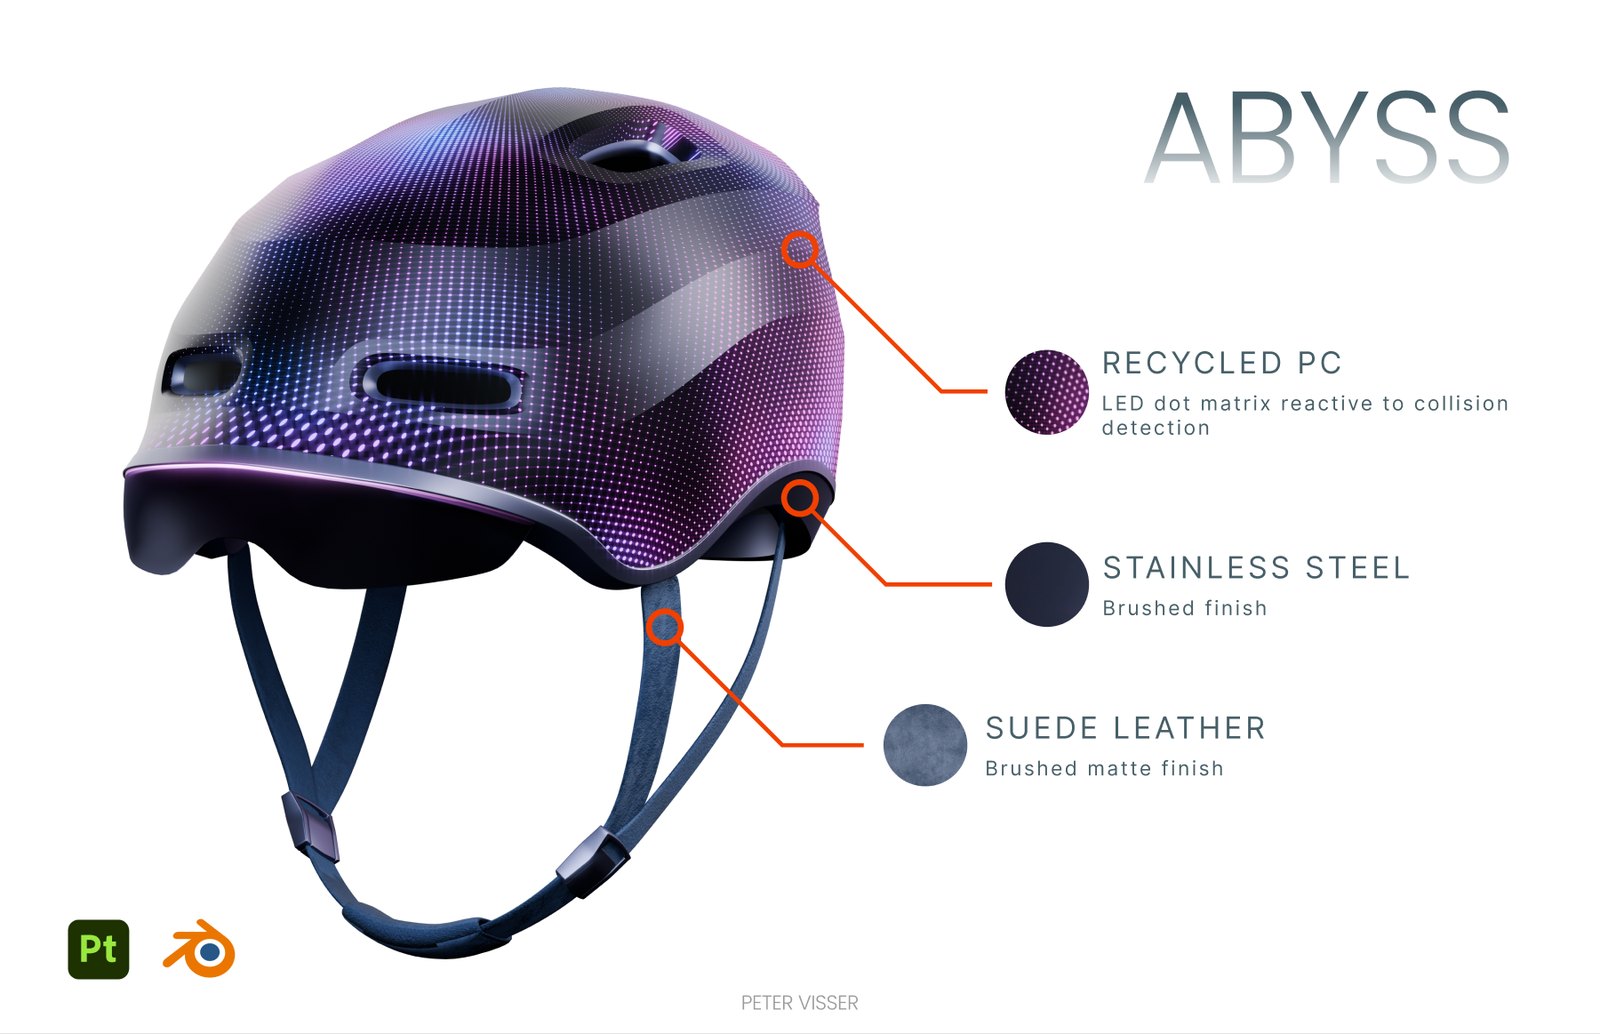 ABYSS
RECYCLED PC
LED dot matrix reactive to collision
detection
STAINLESS STEEL
Brushed finish
SUEDE LEATHER
Brushed matte finish
Pt
PETER VISSER